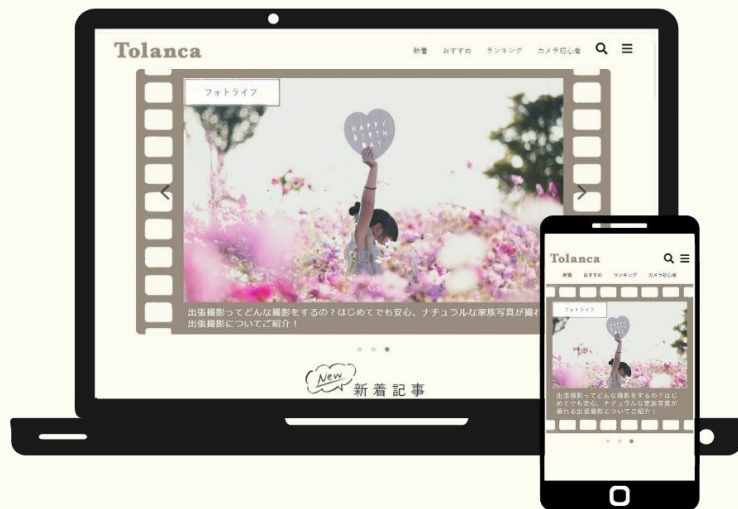 Tolanca
新着 おすすめ ランキング カメラ初心者
フォトライフ
HAPPY
BIRTH
DAY
出張撮影ってどんな撮影をするの？はじめてでも安心、ナチュラルな家族写真が撮れ
出張撮影についてご紹介！
New
新着記事
Tolanca
新着 おすすめ ランキング カメラ初心者
フォトライフ
出張撮影ってどんな撮影をするの？はじ
めてでも安心、ナチュラルな家族写真が
撮れる出張撮影についてご紹介！